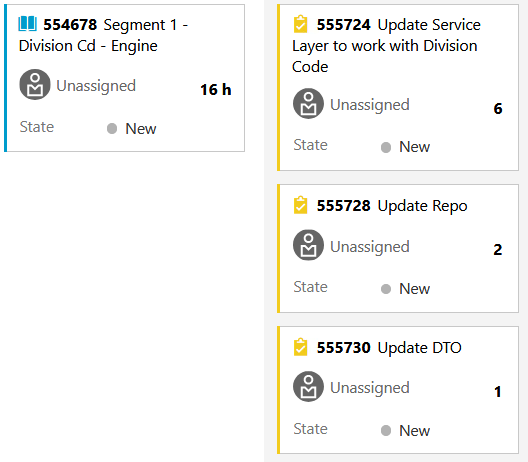 554678 Segment 1 -
Division Cd - Engine
Unassigned
16 h
State
New
555724 Update Service
Layer to work with Division
Code
Unassigned
6
State
New
555728 Update Repo
Unassigned
2
State
New
555730 Update DTO
Unassigned
1
State
New